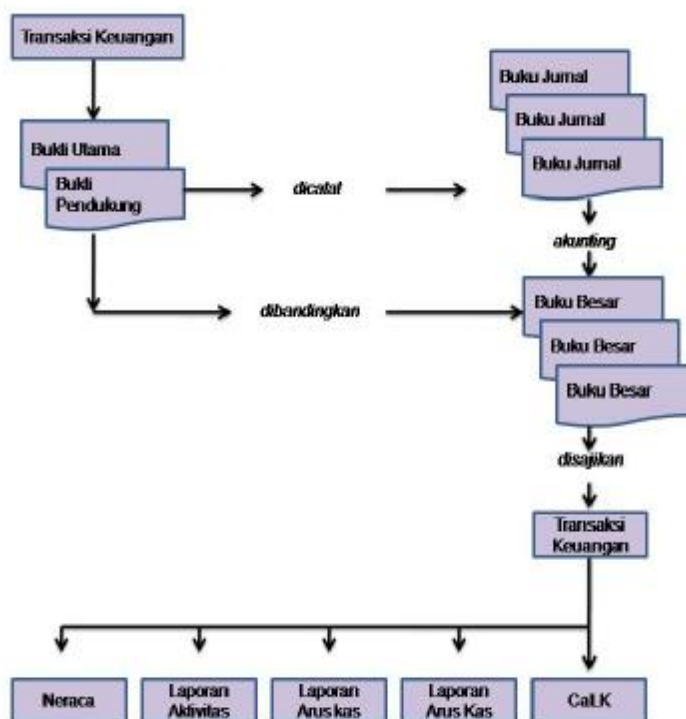 Transaksi Keuangan
Bukti Utama
Bukti
Pendukung
dicatat
Buku Jurnal
Buku Jurnal
Buku Jurnal
akunting
dibandingkan
Buku Besar
Buku Besar
Buku Besar
disajikan
Transaksi
Keuangan
Neraca
Laporan
Aktivitas
Laporan
Arus kas
Laporan
Arus Kas
CaLK